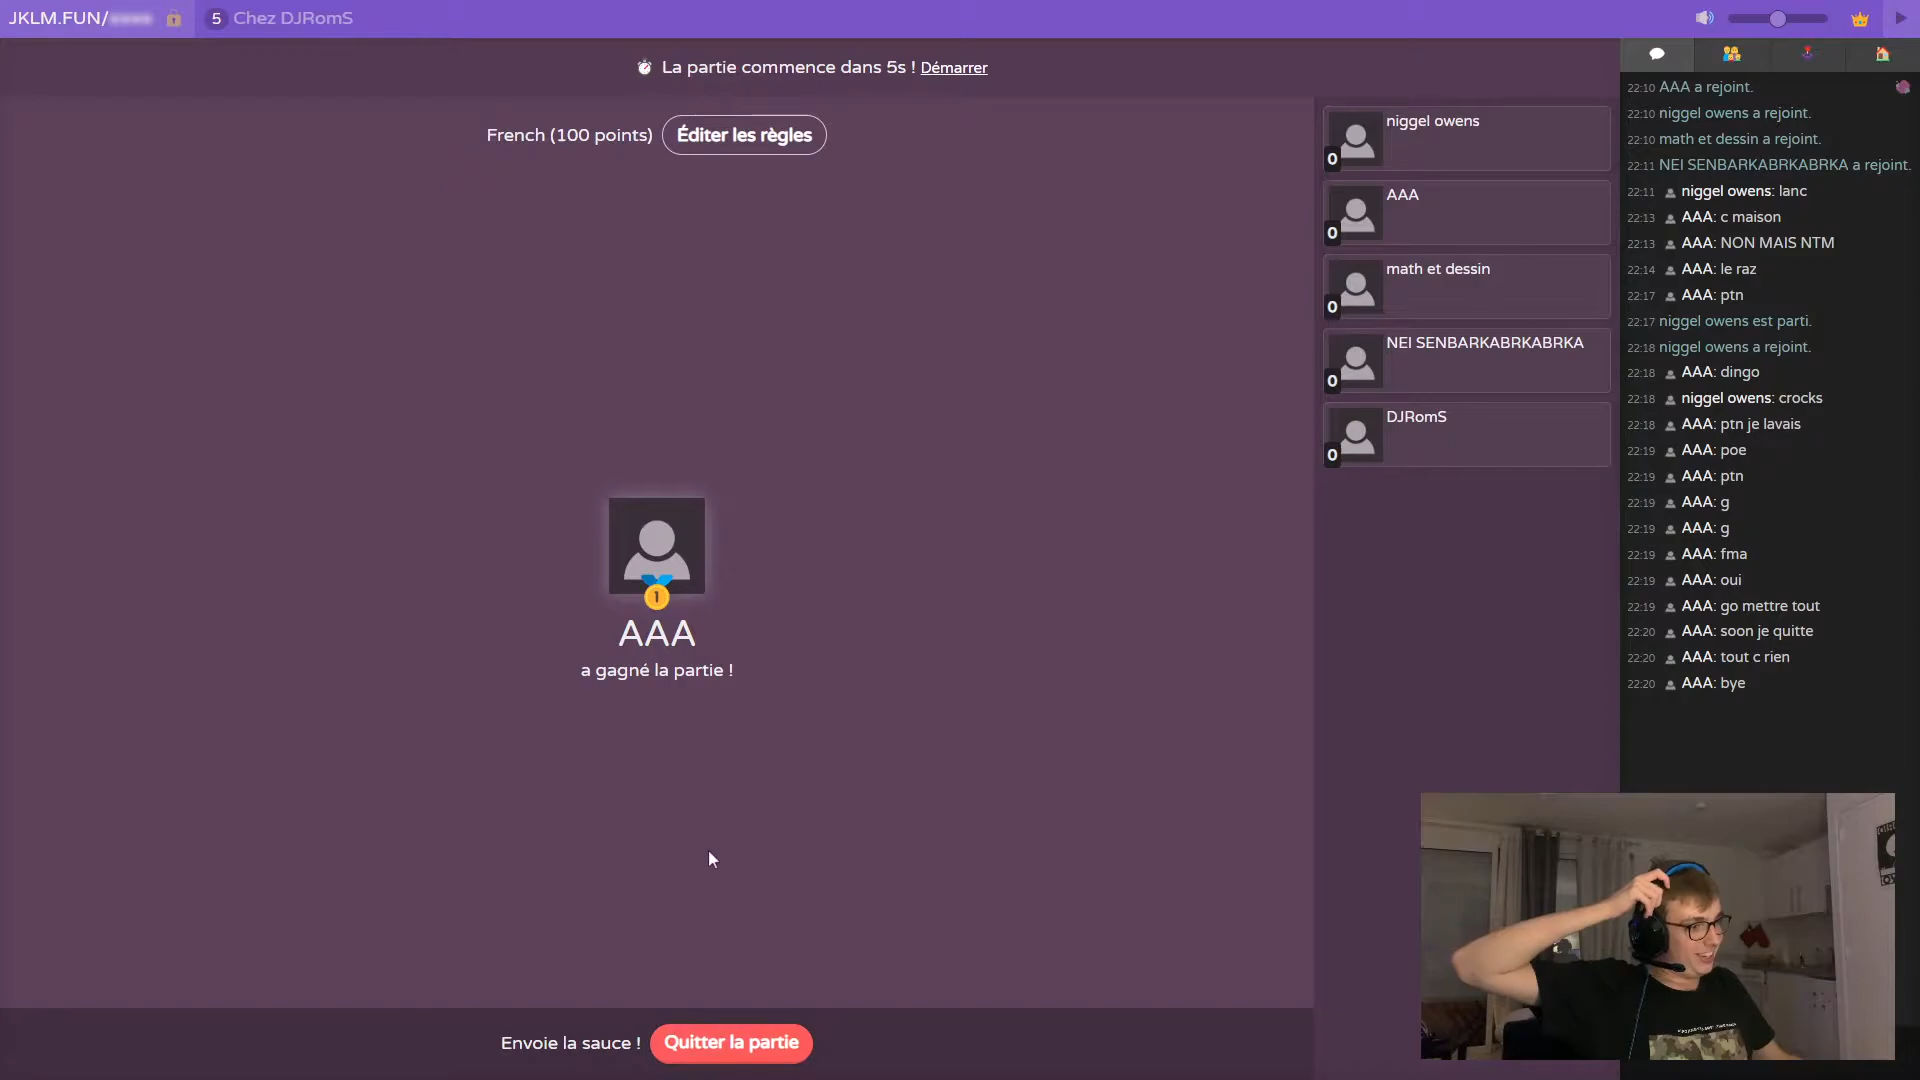 JKLM.FUN/
5 Chez DJRomS
La partie commence dans 5s ! Démarrer
French (100 points) Éditer les règles
1
AAA
a gagné la partie !
Envoie la sauce ! Quitter la partie
niggel owens
0
AAA
0
math et dessin
0
NEI SENBARKABRKABRKA
0
DJRomS
0
22:10 AAA a rejoint.
22:10 niggel owens a rejoint.
22:10 math et dessin a rejoint.
22:11 NEI SENBARKABRKABRKA a rejoint.
22:11 niggel owens: lanc
22:13 AAA: c maison
22:13 AAA: NON MAIS NTM
22:14 AAA: le raz
22:17 AAA: ptn
22:17 niggel owens est parti.
22:18 niggel owens a rejoint.
22:18 AAA: dingo
22:18 niggel owens: crocks
22:18 AAA: ptn je lavais
22:19 AAA: poe
22:19 AAA: ptn
22:19 AAA: g
22:19 AAA: g
22:19 AAA: fma
22:19 AAA: oui
22:19 AAA: go mettre tout
22:20 AAA: soon je quitte
22:20 AAA: tout c rien
22:20 AAA: bye